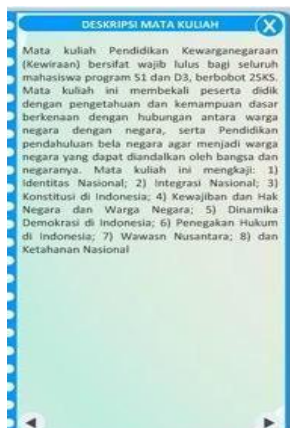 DESKRIPSI MATA KULIAH
X
Mata kuliah Pendidikan Kewarganegaraan
(Kewiraan) bersifat wajib lulus bagi seluruh
mahasiswa program S1 dan D3, berbobot 2SKS.
Mata kuliah ini membekali peserta didik
dengan pengetahuan dan kemampuan dasar
berkenaan dengan hubungan antara warga
negara dengan negara, serta Pendidikan
pendahuluan bela negara agar menjadi warga
negara yang dapat diandalkan oleh bangsa dan
negaranya. Mata kuliah ini mengkaji: 1)
Identitas Nasional; 2) Integrasi Nasional; 3)
Konstitusi di Indonesia; 4) Kewajiban dan Hak
Negara dan Warga Negara; 5) Dinamika
Demokrasi di Indonesia; 6) Penegakan Hukum
di Indonesia; 7) Wawasn Nusantara; 8) dan
Ketahanan Nasional